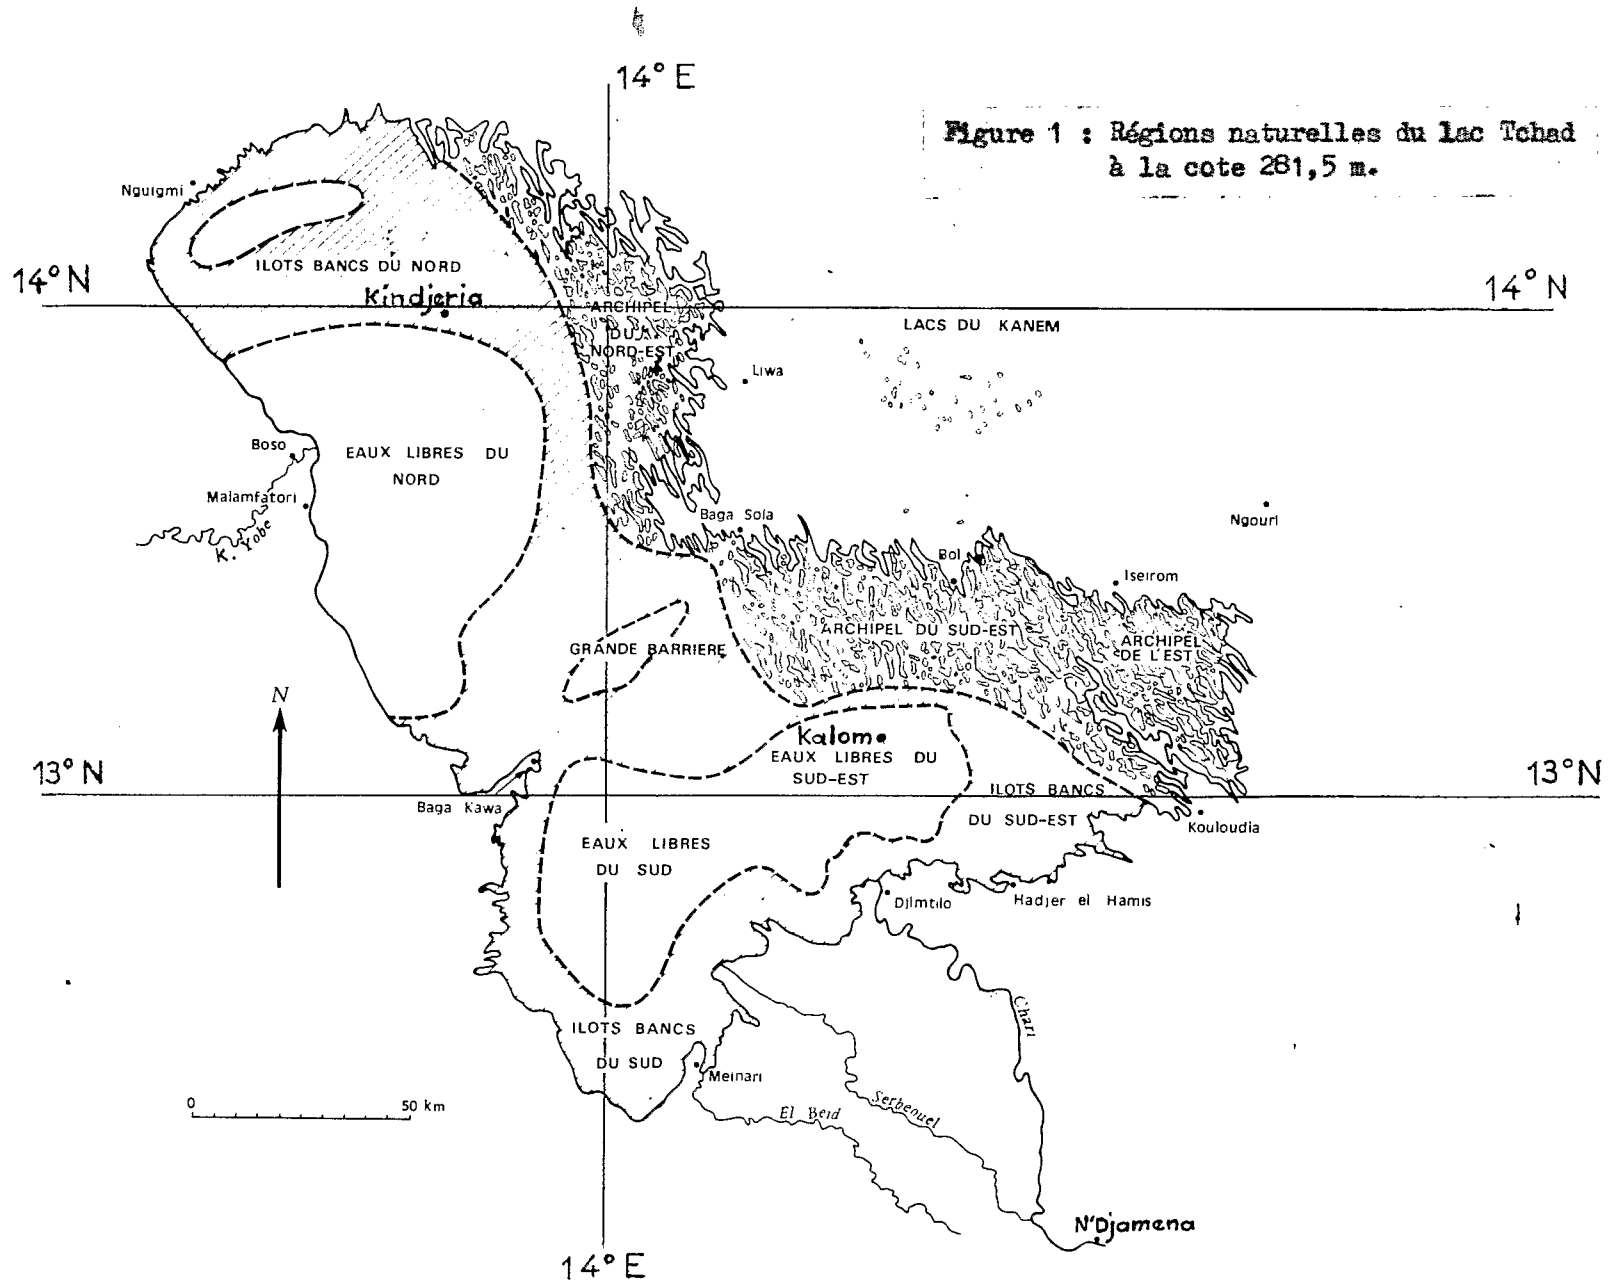 14° E
Figure 1 : Régions naturelles du lac Tchad
à la cote 281,5 m.
Nguigmi
ILOTS BANCS DU NORD
14° N
Kindjeria
14° N
ARCHIPEL
DU
NORD-EST
LACS DU KANEM
Liwa
Boso
EAUX LIBRES DU
NORD
Malamfatori
K. Yobe
Baga Sola
Ngouri
Bol
Iseirom
ARCHIPEL DU SUD-EST
ARCHIPEL
DE L'EST
GRANDE BARRIERE
N
Kalom
EAUX LIBRES DU
SUD-EST
13° N
13° N
ILOTS BANCS
DU SUD-EST
Baga Kawa
Kouloudia
EAUX LIBRES
DU SUD
Djimtilo
Hadjer el Hamis
Chari
ILOTS BANCS
DU SUD
Meinari
0 50 km
El Beid
Serbeouel
N'Djamena
14° E